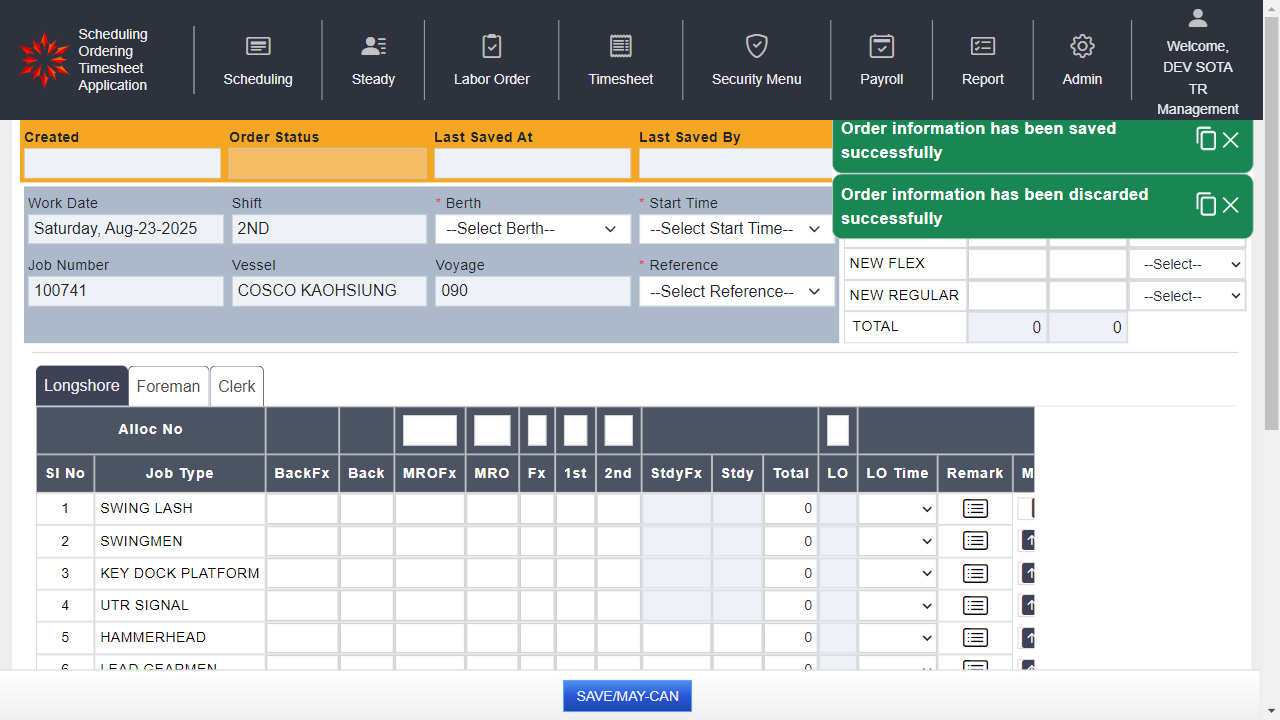 Scheduling
Ordering
Timesheet
Application
Scheduling
Steady
Labor Order
Timesheet
Security Menu
Payroll
Report
Admin
Welcome,
DEV SOTA
TR
Management
Created
Order Status
Last Saved At
Last Saved By
Order information has been saved
successfully
Order information has been discarded
successfully
Work Date
Shift
* Berth
* Start Time
Saturday, Aug-23-2025
2ND
--Select Berth--
--Select Start Time--
Job Number
Vessel
Voyage
* Reference
100741
COSCO KAOHSIUNG
090
--Select Reference--
NEW FLEX
--Select--
NEW REGULAR
--Select--
TOTAL
0
0
Longshore
Foreman
Clerk
Alloc No
Sl No
Job Type
BackFx
Back
MROFx
MRO
Fx
1st
2nd
StdyFx
Stdy
Total
LO
LO Time
Remark
M
1
SWING LASH
0
2
SWINGMEN
0
3
KEY DOCK PLATFORM
0
4
UTR SIGNAL
0
5
HAMMERHEAD
0
6
LEAD GEARMEN
0
SAVE/MAY-CAN